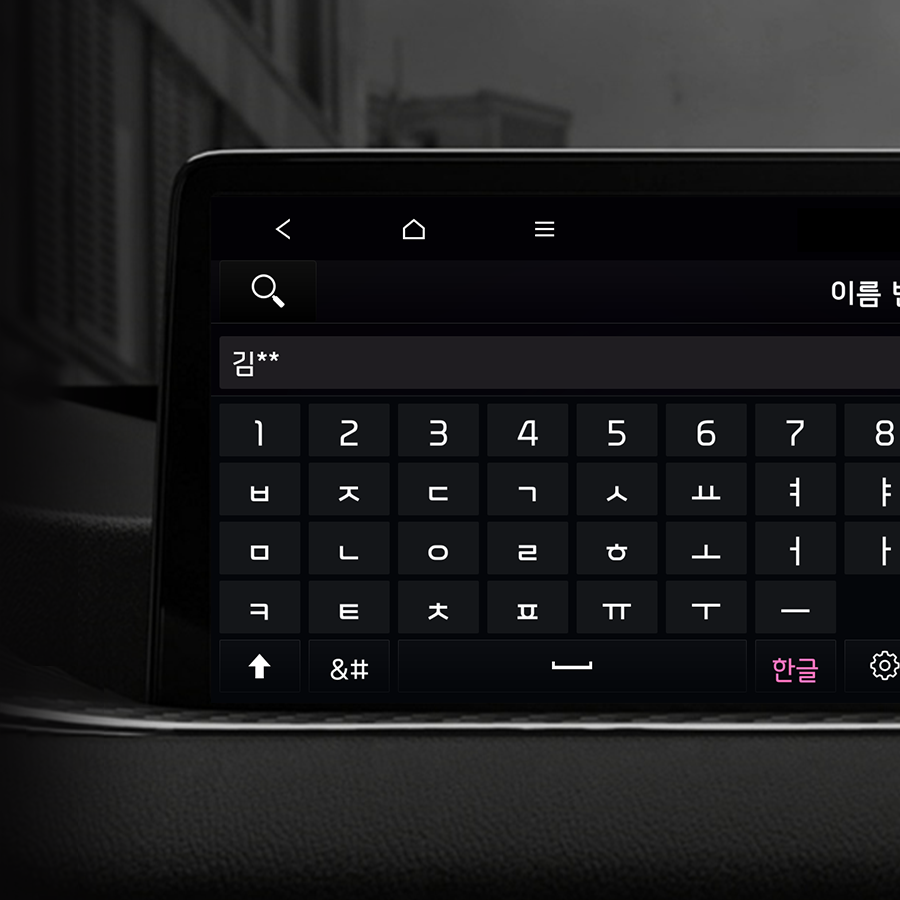 이름
김**
1 2 3 4 5 6 7 8
ㅂ ㅈ ㄷ ㄱ ㅅ ㅛ ㅕ ㅑ
ㅁ ㄴ ㅇ ㄹ ㅎ ㅗ ㅓ ㅏ
ㅋ ㅌ ㅊ ㅍ ㅠ ㅜ ㅡ
&# 한글